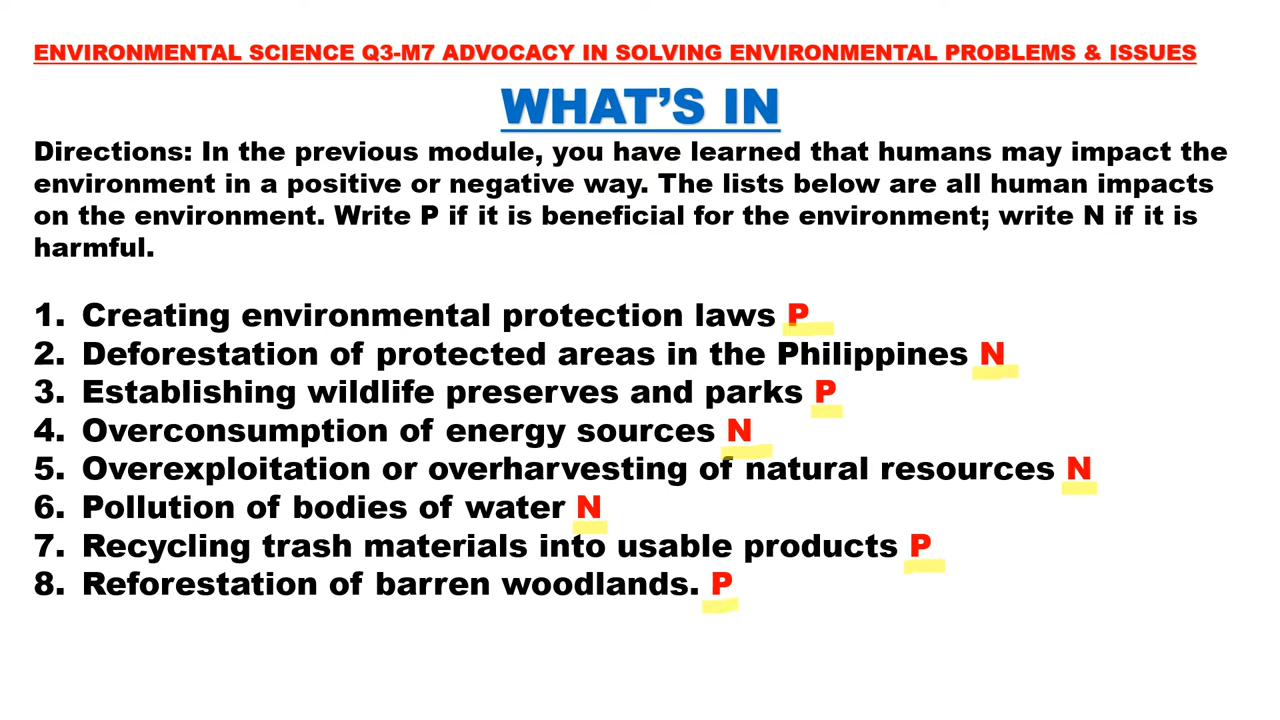 ENVIRONMENTAL SCIENCE Q3-M7 ADVOCACY IN SOLVING ENVIRONMENTAL PROBLEMS & ISSUES
WHAT'S IN
Directions: In the previous module, you have learned that humans may impact the
environment in a positive or negative way. The lists below are all human impacts
on the environment. Write P if it is beneficial for the environment; write N if it is
harmful.
1. Creating environmental protection laws P
2. Deforestation of protected areas in the Philippines N
3. Establishing wildlife preserves and parks P
4. Overconsumption of energy sources N
5. Overexploitation or overharvesting of natural resources N
6. Pollution of bodies of water N
7. Recycling trash materials into usable products P
8. Reforestation of barren woodlands. P